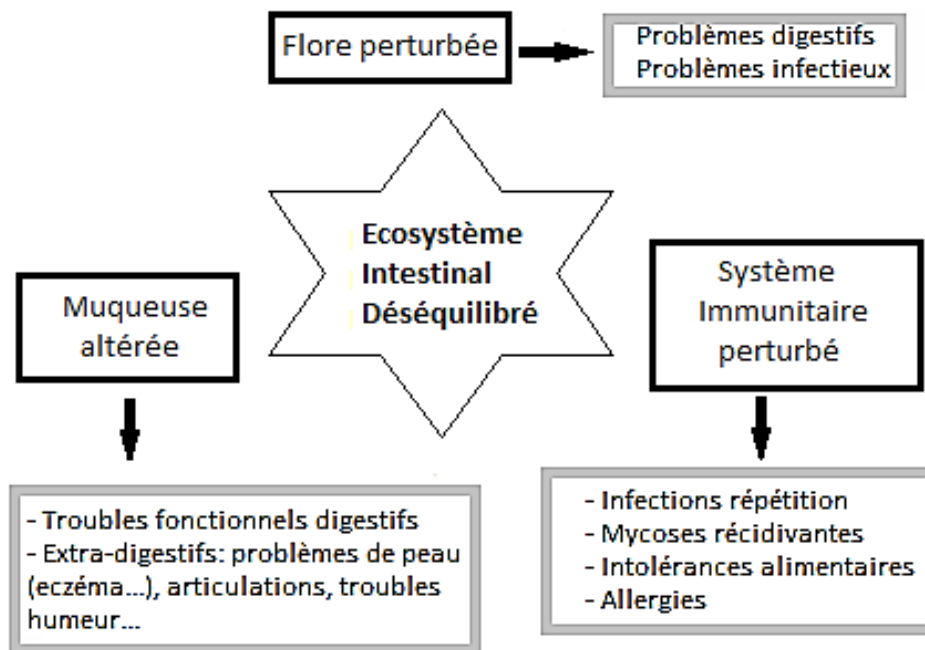 Flore perturbée
Problèmes digestifs
Problèmes infectieux
Ecosystème
Intestinal
Déséquilibré
Muqueuse
altérée
Système
Immunitaire
perturbé
- Troubles fonctionnels digestifs
- Extra-digestifs: problèmes de peau
(eczéma...), articulations, troubles
humeur...
- Infections répétition
- Mycoses récidivantes
- Intolérances alimentaires
- Allergies